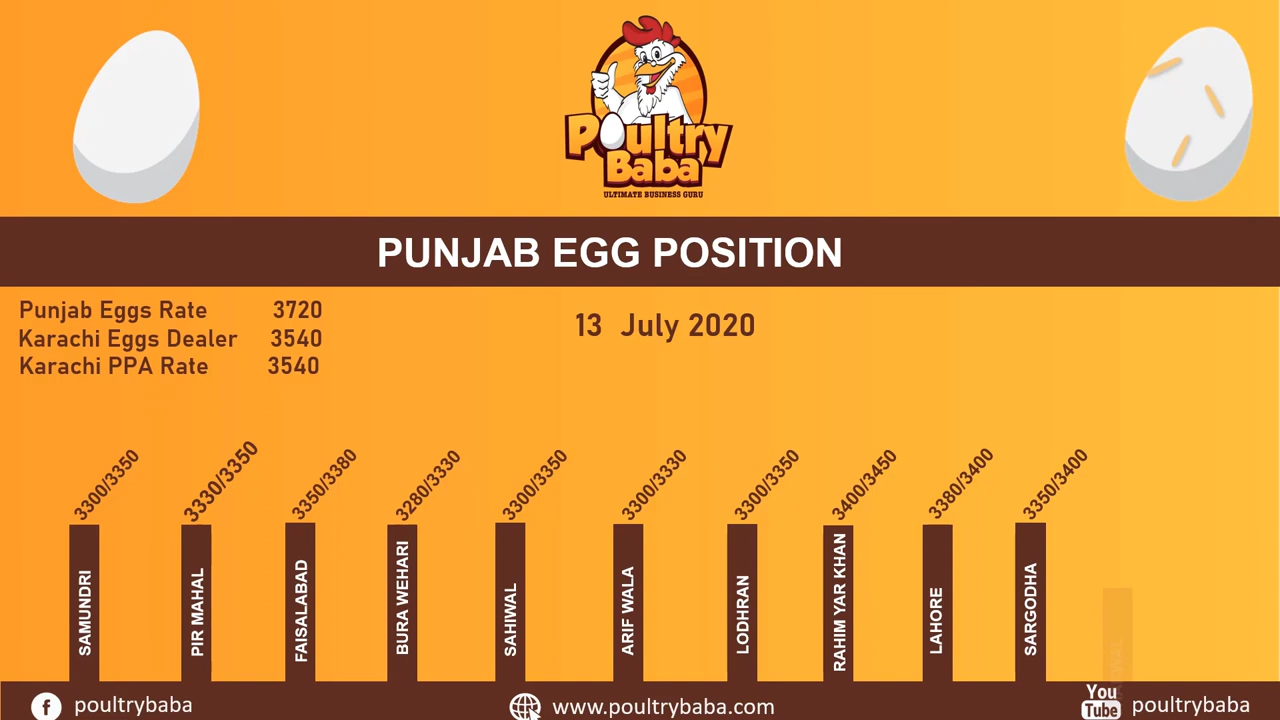 Poultry
Baba
ULTIMATE BUSINESS GURU
PUNJAB EGG POSITION
Punjab Eggs Rate 3720
Karachi Eggs Dealer 3540
Karachi PPA Rate 3540
13 July 2020
3300/3350
3330/3350
3350/3380
3280/3330
3300/3350
3300/3330
3300/3350
3400/3450
3380/3400
3350/3400
SAMUNDRI
PIR MAHAL
FAISALABAD
BURA WEHARI
SAHIWAL
ARIF WALA
LODHRAN
RAHIM YAR KHAN
LAHORE
SARGODHA
f poultrybaba
www.poultrybaba.com
You
Tube poultrybaba